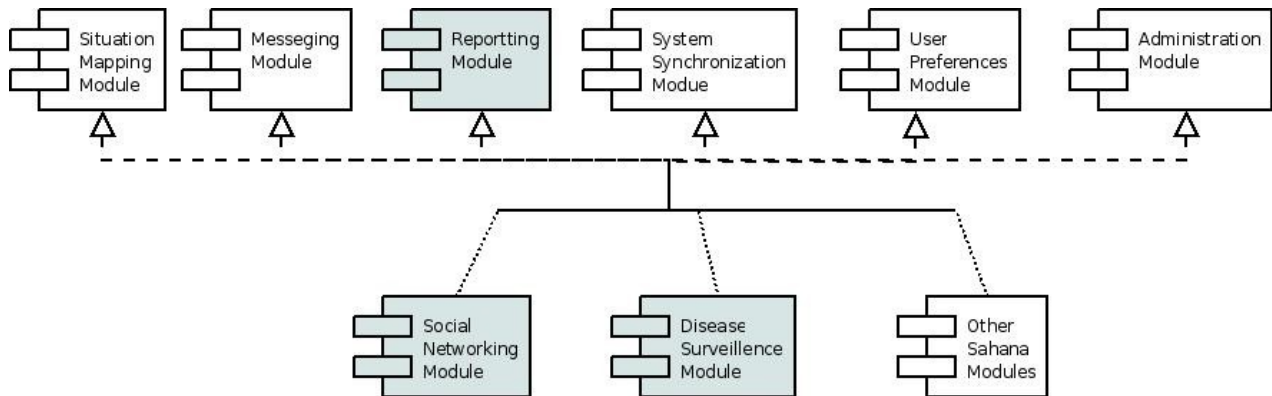 Situation
Mapping
Module
Messeging
Module
Reportting
Module
System
Synchronization
Modue
User
Preferences
Module
Administration
Module
Social
Networking
Module
Disease
Surveillence
Module
Other
Sahana
Modules